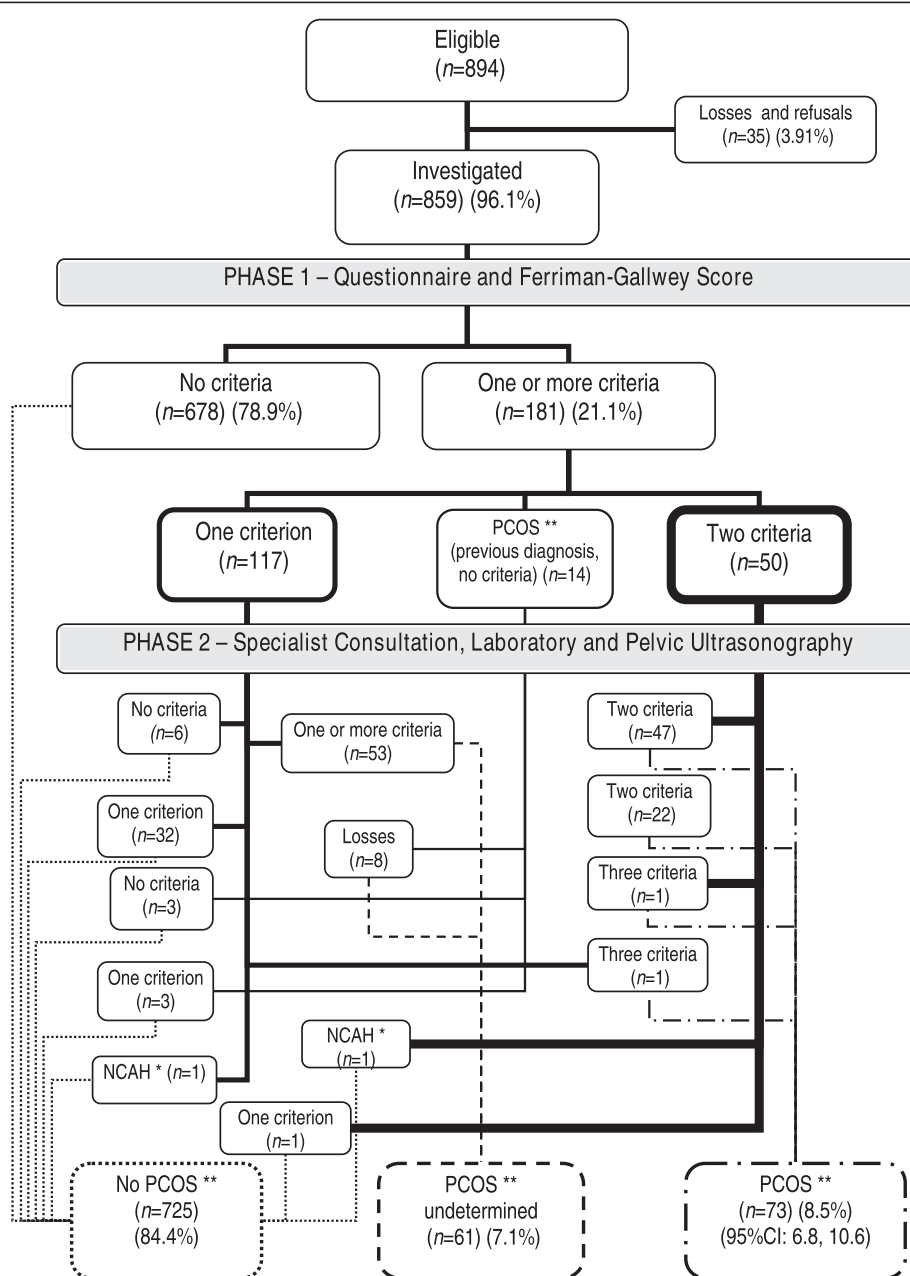 Eligible
(n=894)
Losses and refusals
(n=35) (3.91%)
Investigated
(n=859) (96.1%)
PHASE 1 – Questionnaire and Ferriman-Gallwey Score
No criteria
(n=678) (78.9%)
One or more criteria
(n=181) (21.1%)
One criterion
(n=117)
PCOS **
(previous diagnosis,
no criteria) (n=14)
Two criteria
(n=50)
PHASE 2 – Specialist Consultation, Laboratory and Pelvic Ultrasonography
No criteria
(n=6)
One or more criteria
(n=53)
Two criteria
(n=47)
One criterion
(n=32)
Losses
(n=8)
Two criteria
(n=22)
No criteria
(n=3)
Three criteria
(n=1)
One criterion
(n=3)
Three criteria
(n=1)
NCAH * (n=1)
NCAH *
(n=1)
One criterion
(n=1)
No PCOS **
(n=725)
(84.4%)
PCOS **
undetermined
(n=61) (7.1%)
PCOS **
(n=73) (8.5%)
(95%CI: 6.8, 10.6)